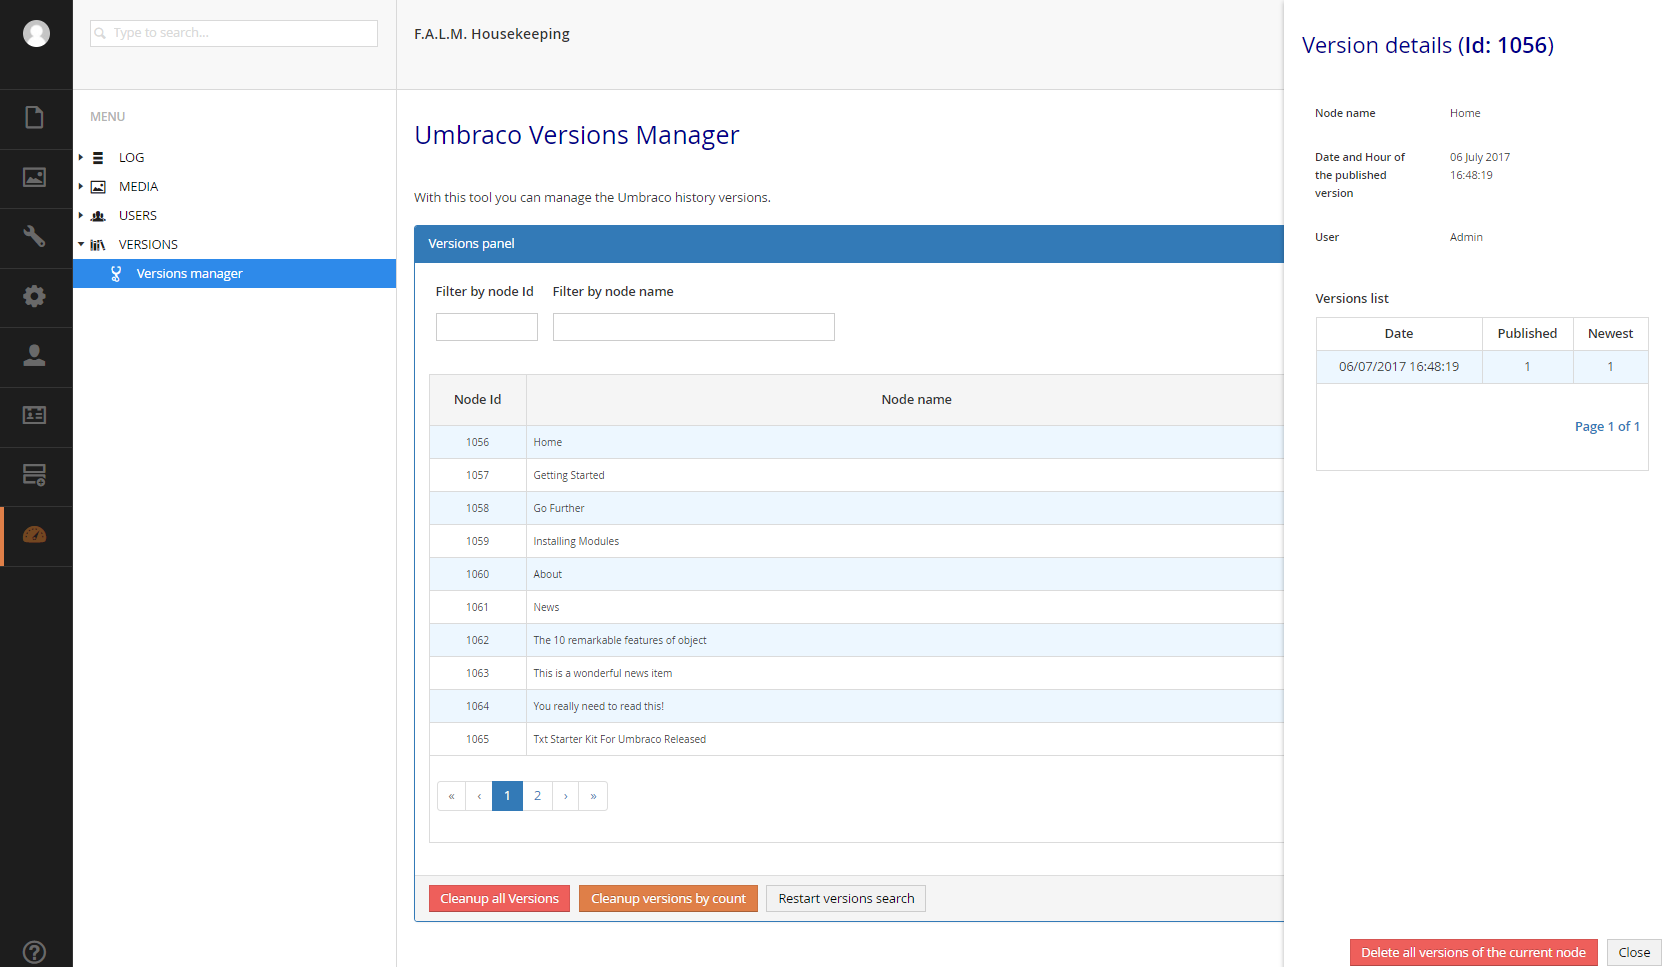 Type to search...
F.A.L.M. Housekeeping
MENU
LOG
MEDIA
USERS
VERSIONS
Versions manager
Umbraco Versions Manager
With this tool you can manage the Umbraco history versions.
Versions panel
Filter by node Id Filter by node name
Node Id Node name
1056 Home
1057 Getting Started
1058 Go Further
1059 Installing Modules
1060 About
1061 News
1062 The 10 remarkable features of object
1063 This is a wonderful news item
1064 You really need to read this!
1065 Txt Starter Kit For Umbraco Released
« ‹ 1 2 › »
Cleanup all Versions Cleanup versions by count Restart versions search
Version details (Id: 1056)
Node name Home
Date and Hour of 06 July 2017
the published 16:48:19
version
User Admin
Versions list
Date Published Newest
06/07/2017 16:48:19 1 1
Page 1 of 1
Delete all versions of the current node Close